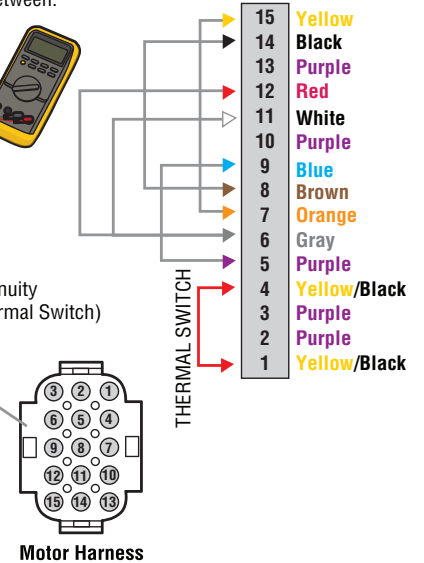 etween:
15 Yellow
14 Black
13 Purple
12 Red
11 White
10 Purple
9 Blue
8 Brown
7 Orange
6 Gray
5 Purple
4 Yellow/Black
3 Purple
2 Purple
1 Yellow/Black
THERMAL SWITCH
nuity
rmal Switch)
3 2 1
6 5 4
9 8 7
12 11 10
15 14 13
Motor Harness